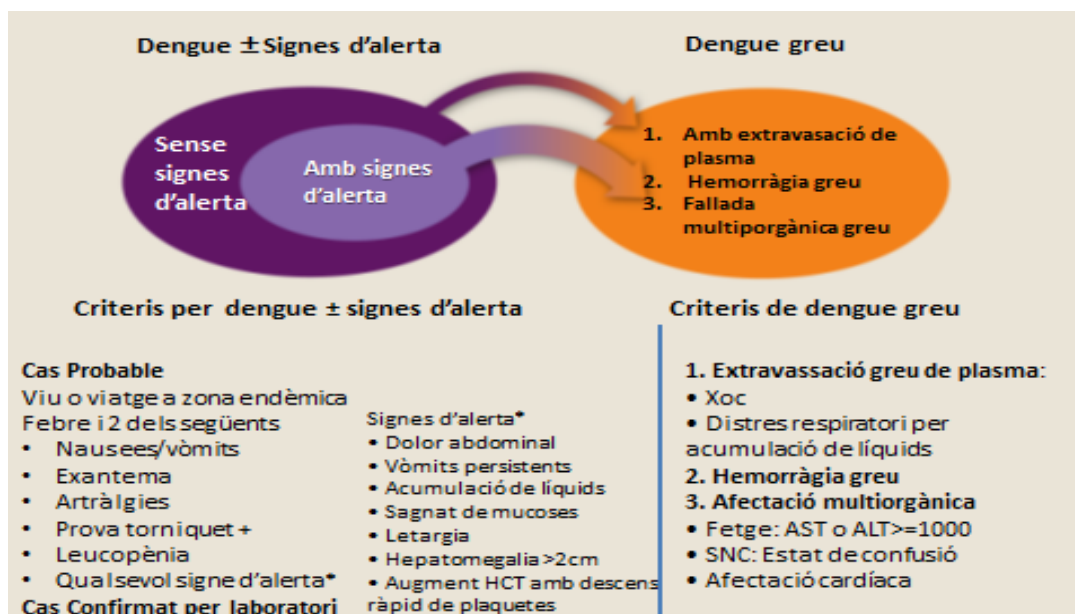 Dengue ± Signes d'alerta
Dengue greu
Sense
signes
d'alerta
Amb signes
d'alerta
1. Amb extravasació de
plasma
2. Hemorràgia greu
3. Fallada
multiporgànica greu
Criteris per dengue ± signes d'alerta
Criteris de dengue greu
Cas Probable
Viu o viatge a zona endèmica
Febre i 2 dels següents
• Nausees/vòmits
• Exantema
• Artràlgies
• Prova torniquet +
• Leucopènia
• Qualsevol signe d'alerta*
Cas Confirmat per laboratori
Signes d'alerta*
• Dolor abdominal
• Vòmits persistents
• Acumulació de líquids
• Sagnat de mucoses
• Letargia
• Hepatomegalia >2cm
• Augment HCT amb descens
ràpid de plaquetes
1. Extravassació greu de plasma:
• Xoc
• Distres respiratori per
acumulació de líquids
2. Hemorràgia greu
3. Afectació multiorgànica
• Fetge: AST o ALT>=1000
• SNC: Estat de confusió
• Afectació cardíaca